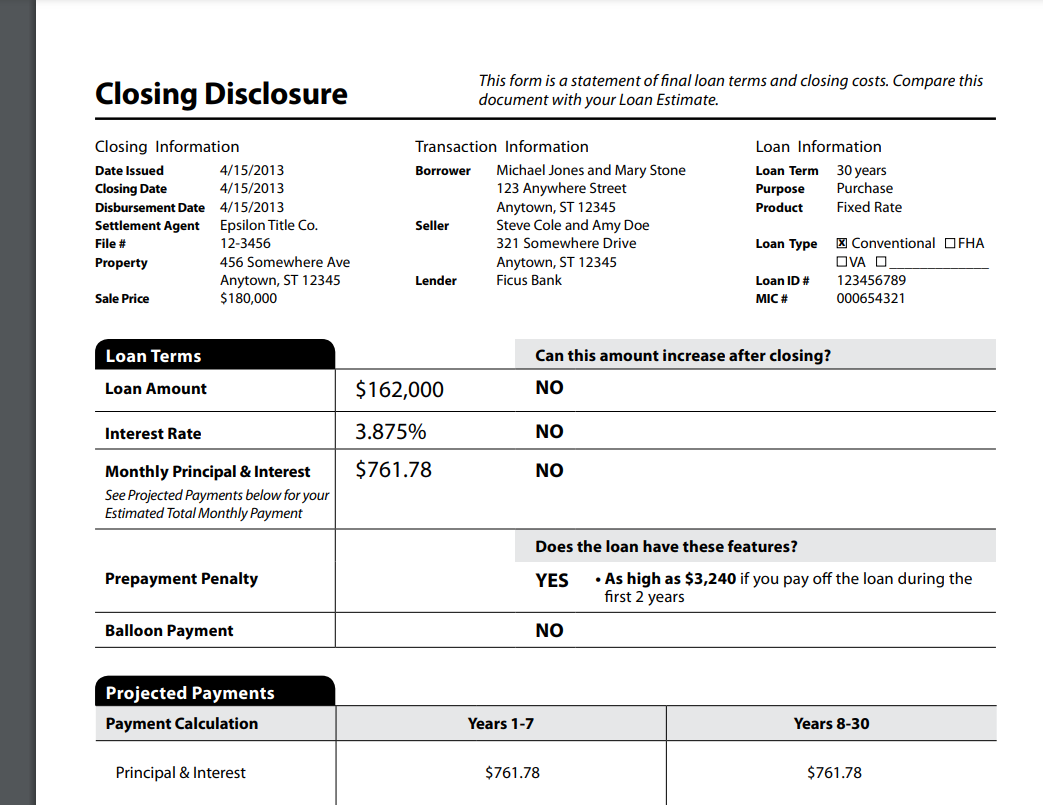 Closing Disclosure
This form is a statement of final loan terms and closing costs. Compare this
document with your Loan Estimate.
Closing Information
Date Issued 4/15/2013
Closing Date 4/15/2013
Disbursement Date 4/15/2013
Settlement Agent Epsilon Title Co.
File # 12-3456
Property 456 Somewhere Ave
Anytown, ST 12345
Sale Price $180,000
Transaction Information
Borrower Michael Jones and Mary Stone
123 Anywhere Street
Anytown, ST 12345
Seller Steve Cole and Amy Doe
321 Somewhere Drive
Anytown, ST 12345
Lender Ficus Bank
Loan Information
Loan Term 30 years
Purpose Purchase
Product Fixed Rate
Loan Type ☒ Conventional ☐ FHA
☐ VA ☐ ______________
Loan ID # 123456789
MIC # 000654321
Loan Terms Can this amount increase after closing?
Loan Amount $162,000 NO
Interest Rate 3.875% NO
Monthly Principal & Interest $761.78 NO
See Projected Payments below for your
Estimated Total Monthly Payment
Does the loan have these features?
Prepayment Penalty YES • As high as $3,240 if you pay off the loan during the
first 2 years
Balloon Payment NO
Projected Payments
Payment Calculation Years 1-7 Years 8-30
Principal & Interest $761.78 $761.78